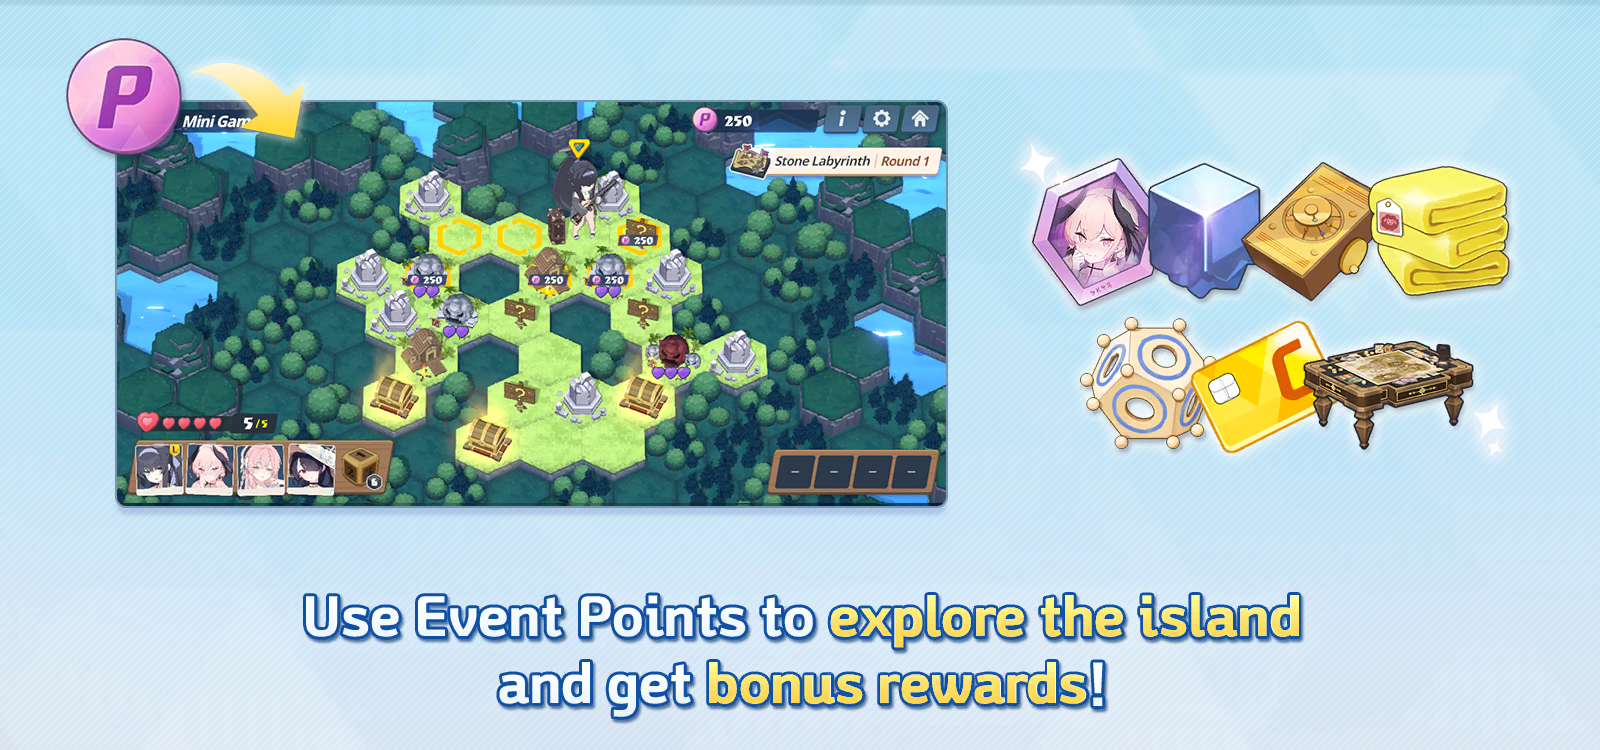 P
Mini Gam
P 250
i
Stone Labyrinth | Round 1
P 250
P 250
P 250
P 250
?
?
?
?
5/5
L
6
- - - -
C
Use Event Points to explore the island
and get bonus rewards!